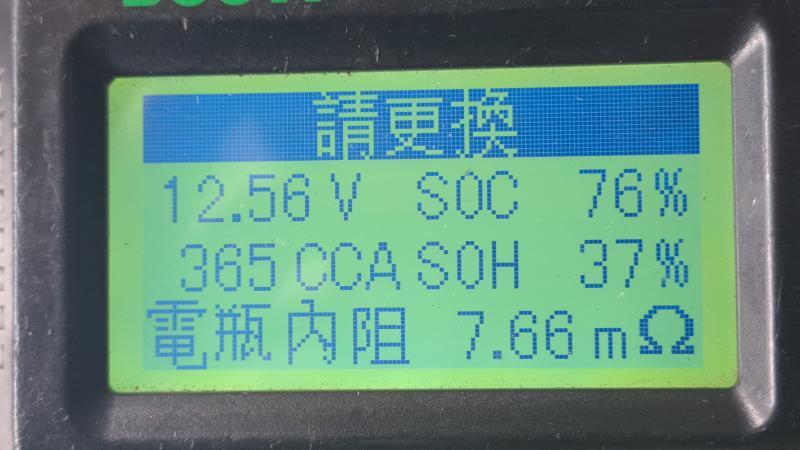 請更換
12.56 V SOC 76%
365 CCA SOH 37%
電瓶內阻 7.66 mΩ